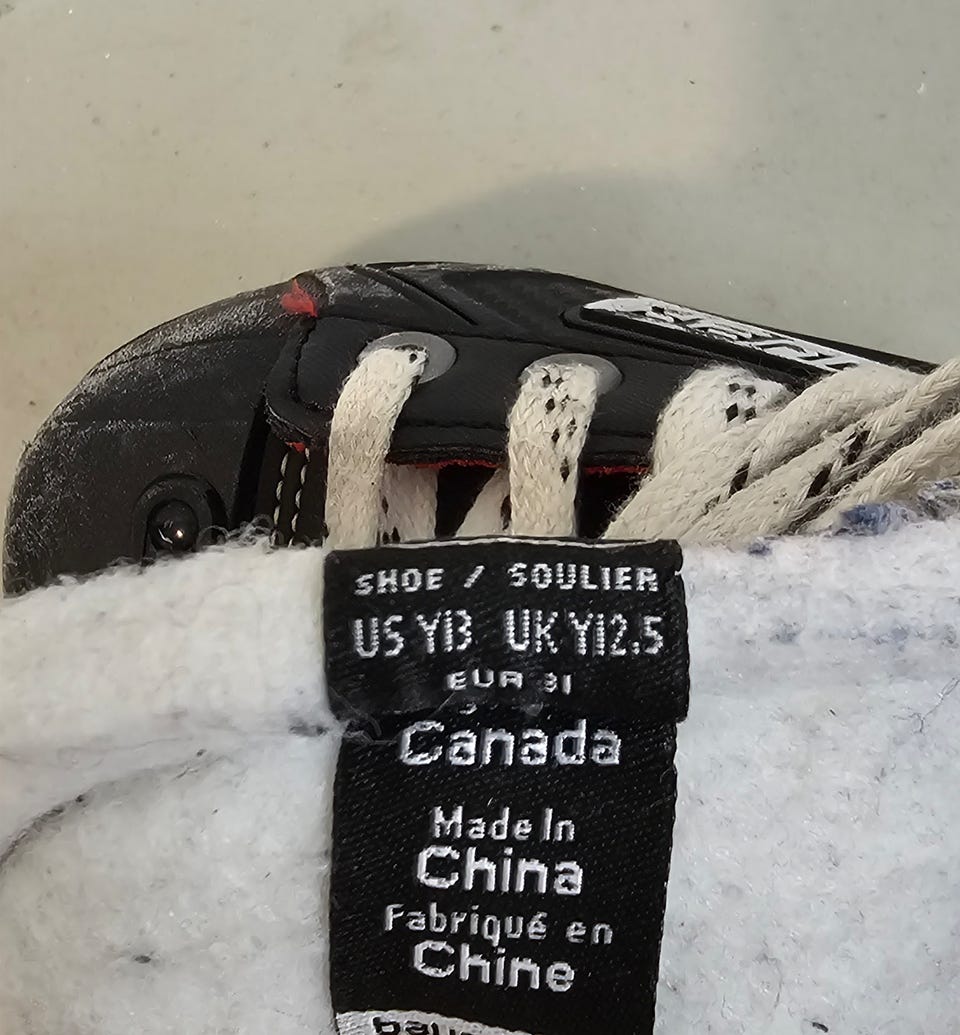 SHOE / SOULIER
US Y13 UK Y12.5
EUR 31
Canada
Made In
China
Fabriqué en
Chine